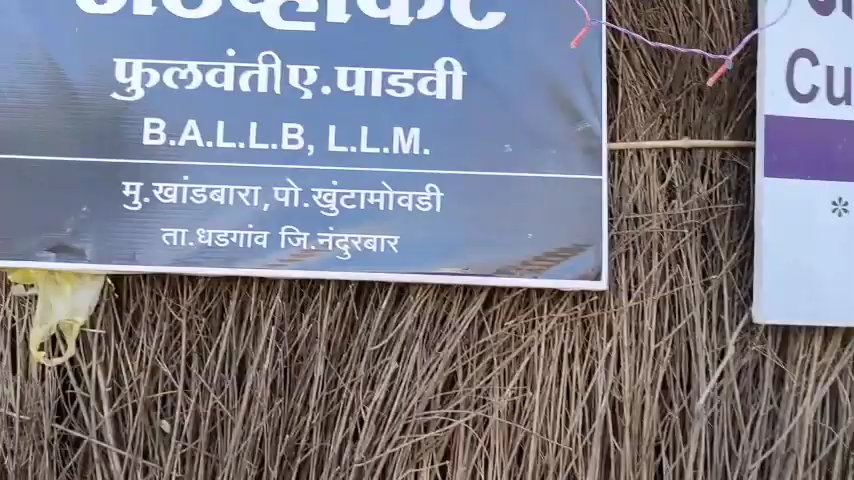 फुलवंतीए.पाडवी
B.A.L.L.B, L.L.M.
मु.खांडबारा,पो.खुंटामोवडी
ता.धडगांव जि.नंदुरबार
Cu
*